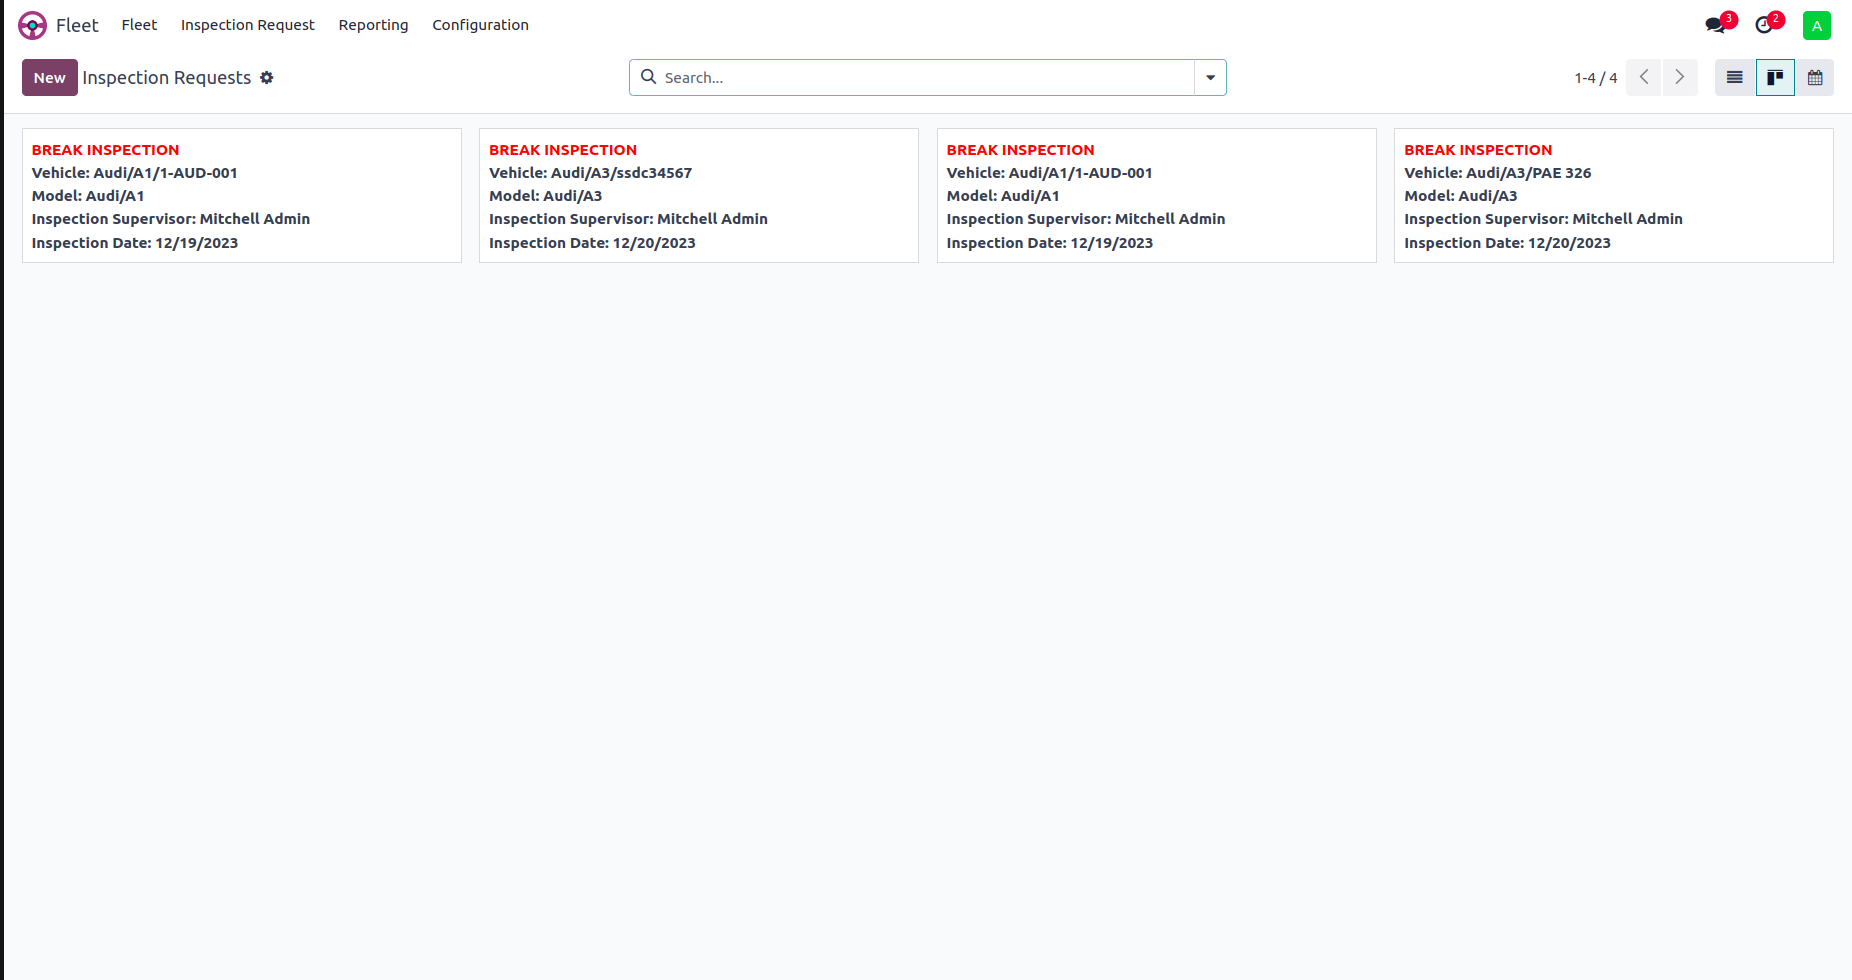 Fleet Fleet Inspection Request Reporting Configuration 3 2 A
New Inspection Requests Search... 1-4 / 4
BREAK INSPECTION
Vehicle: Audi/A1/1-AUD-001
Model: Audi/A1
Inspection Supervisor: Mitchell Admin
Inspection Date: 12/19/2023
BREAK INSPECTION
Vehicle: Audi/A3/ssdc34567
Model: Audi/A3
Inspection Supervisor: Mitchell Admin
Inspection Date: 12/20/2023
BREAK INSPECTION
Vehicle: Audi/A1/1-AUD-001
Model: Audi/A1
Inspection Supervisor: Mitchell Admin
Inspection Date: 12/19/2023
BREAK INSPECTION
Vehicle: Audi/A3/PAE 326
Model: Audi/A3
Inspection Supervisor: Mitchell Admin
Inspection Date: 12/20/2023